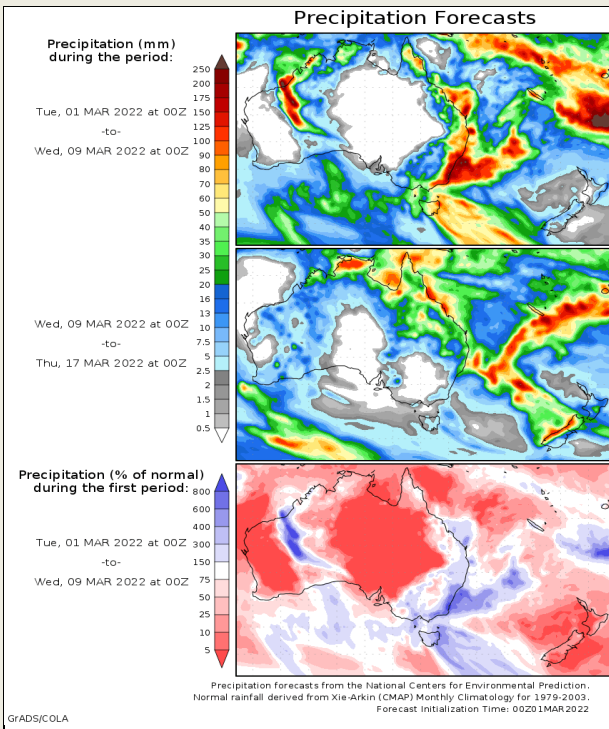 Precipitation Forecasts
Precipitation (mm)
during the period:
Tue, 01 MAR 2022 at 00Z
-to-
Wed, 09 MAR 2022 at 00Z
250
200
175
150
125
100
90
80
70
60
50
40
35
30
25
20
16
13
10
7.5
5
2.5
2
1.5
1
0.5
Wed, 09 MAR 2022 at 00Z
-to-
Thu, 17 MAR 2022 at 00Z
Precipitation (% of normal)
during the first period:
Tue, 01 MAR 2022 at 00Z
-to-
Wed, 09 MAR 2022 at 00Z
800
600
400
300
150
75
50
25
10
5
Precipitation forecasts from the National Centers for Environmental Prediction.
Normal rainfall derived from Xie-Arkin (CMAP) Monthly Climatology for 1979-2003.
Forecast Initialization Time: 00Z01MAR2022
GrADS/COLA